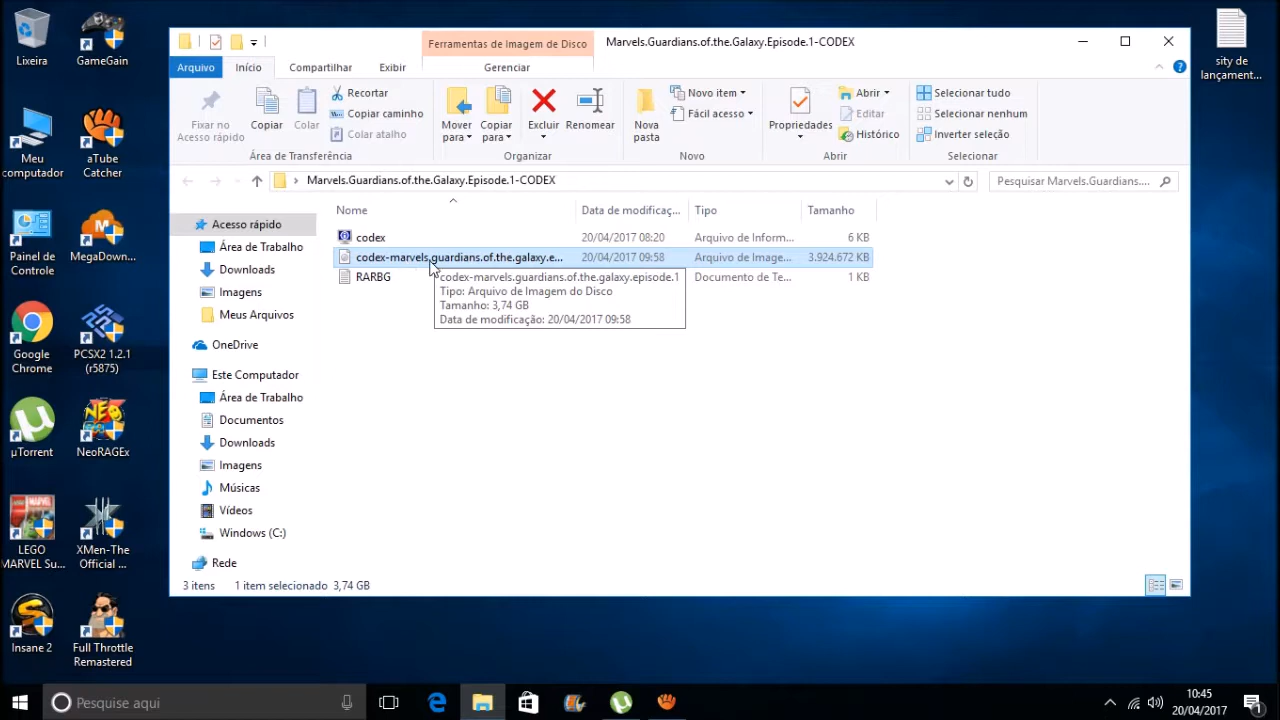 Lixeira
GameGain
Meu
computador
aTube
Catcher
Painel de
Controle
MegaDown...
Google
Chrome
PCSX2 1.2.1
(r5875)
µTorrent
NeoRAGEx
LEGO
MARVEL Su...
XMen-The
Official ...
Insane 2
Full Throttle
Remastered
sity de
lançament...
Ferramentas de Imagem de Disco
Marvels.Guardians.of.the.Galaxy.Episode.1-CODEX
Arquivo
Início
Compartilhar
Exibir
Gerenciar
Fixar no
Acesso rápido
Copiar
Colar
Recortar
Copiar caminho
Colar atalho
Área de Transferência
Mover
para
Copiar
para
Excluir
Renomear
Organizar
Nova
pasta
Novo item
Fácil acesso
Novo
Propriedades
Abrir
Editar
Histórico
Abrir
Selecionar tudo
Selecionar nenhum
Inverter seleção
Selecionar
Marvels.Guardians.of.the.Galaxy.Episode.1-CODEX
Pesquisar Marvels.Guardians....
Acesso rápido
Área de Trabalho
Downloads
Imagens
Meus Arquivos
OneDrive
Este Computador
Área de Trabalho
Documentos
Downloads
Imagens
Músicas
Vídeos
Windows (C:)
Rede
Nome Data de modificaç... Tipo Tamanho
codex 20/04/2017 08:20 Arquivo de Inform... 6 KB
codex-marvels.guardians.of.the.galaxy.e... 20/04/2017 09:58 Arquivo de Image... 3.924.672 KB
RARBG Documento de Te... 1 KB
codex-marvels.guardians.of.the.galaxy.episode.1
Tipo: Arquivo de Imagem do Disco
Tamanho: 3,74 GB
Data de modificação: 20/04/2017 09:58
3 itens 1 item selecionado 3,74 GB
Pesquise aqui
10:45
20/04/2017
1